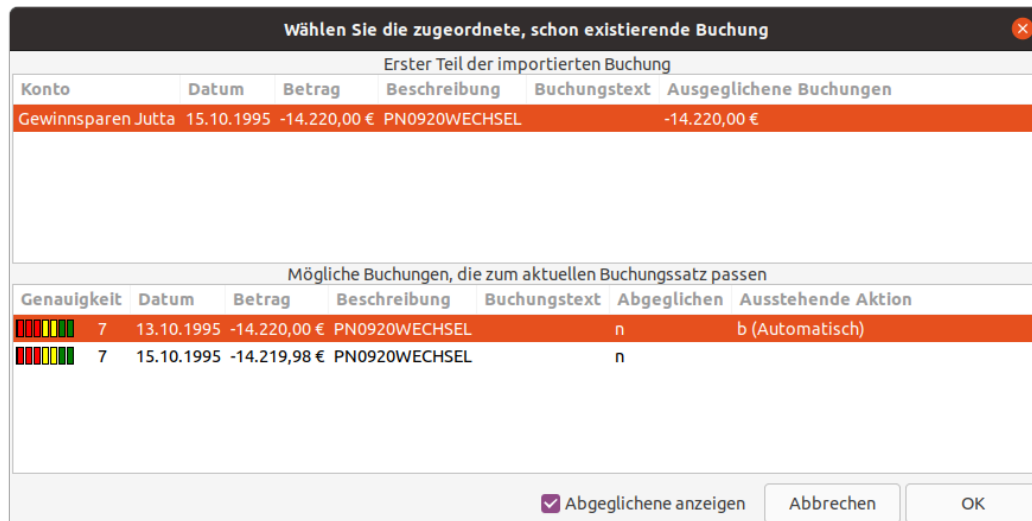 Wählen Sie die zugeordnete, schon existierende Buchung
Erster Teil der importierten Buchung
Konto Datum Betrag Beschreibung Buchungstext Ausgeglichene Buchungen
Gewinnsparen Jutta 15.10.1995 -14.220,00 € PN0920WECHSEL -14.220,00 €
Mögliche Buchungen, die zum aktuellen Buchungssatz passen
Genauigkeit Datum Betrag Beschreibung Buchungstext Abgeglichen Ausstehende Aktion
7 13.10.1995 -14.220,00 € PN0920WECHSEL n b (Automatisch)
7 15.10.1995 -14.219,98 € PN0920WECHSEL n
Abgeglichene anzeigen Abbrechen OK